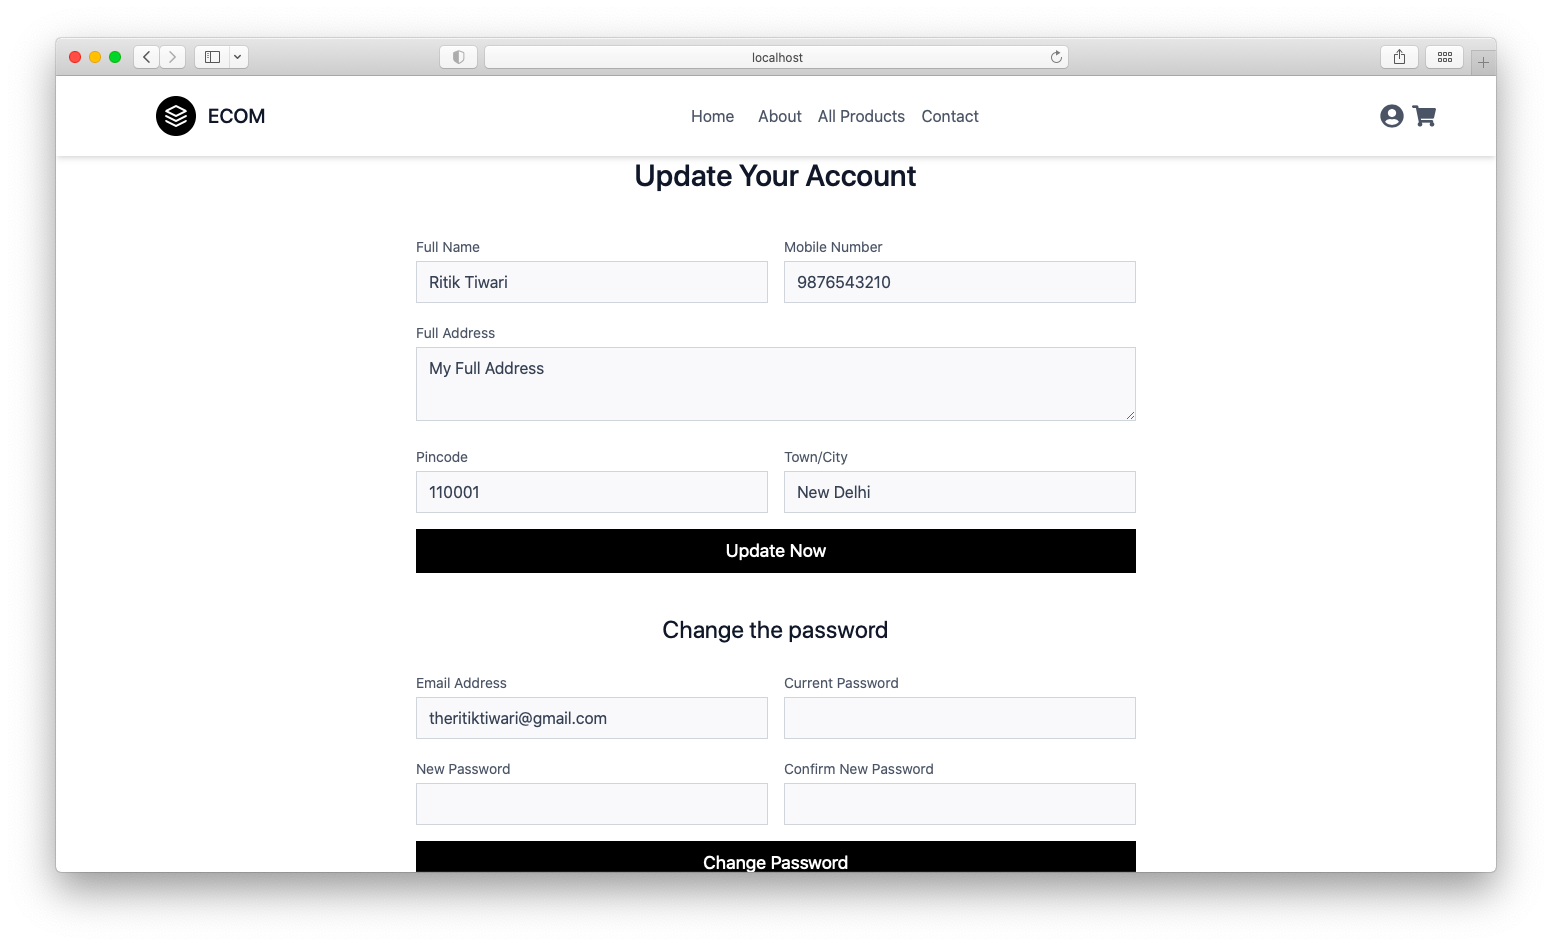 localhost
ECOM
Home About All Products Contact
Update Your Account
Full Name Mobile Number
Ritik Tiwari 9876543210
Full Address
My Full Address
Pincode Town/City
110001 New Delhi
Update Now
Change the password
Email Address Current Password
theritiktiwari@gmail.com
New Password Confirm New Password
Change Password